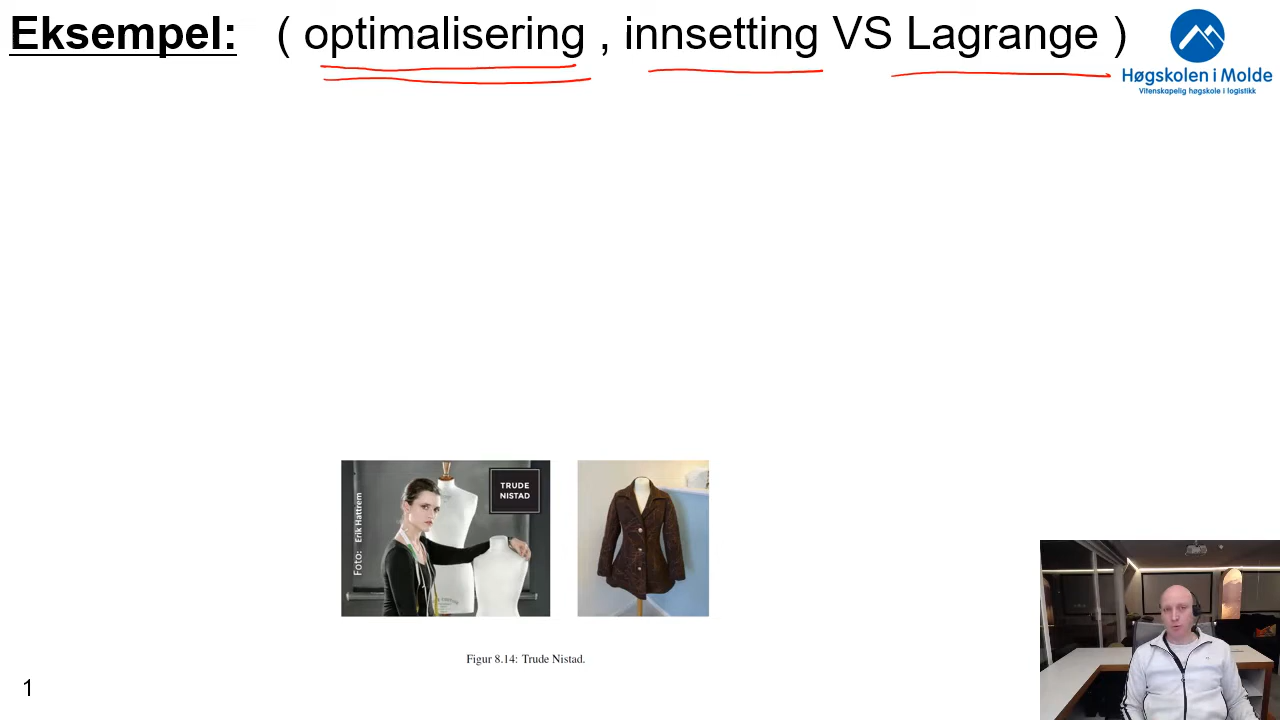 Eksempel: ( optimalisering , innsetting VS Lagrange )
Høgskolen i Molde
Vitenskapelig høgskole i logistikk
TRUDE
NISTAD
Foto: Erik Hattrem
Figur 8.14: Trude Nistad.
1